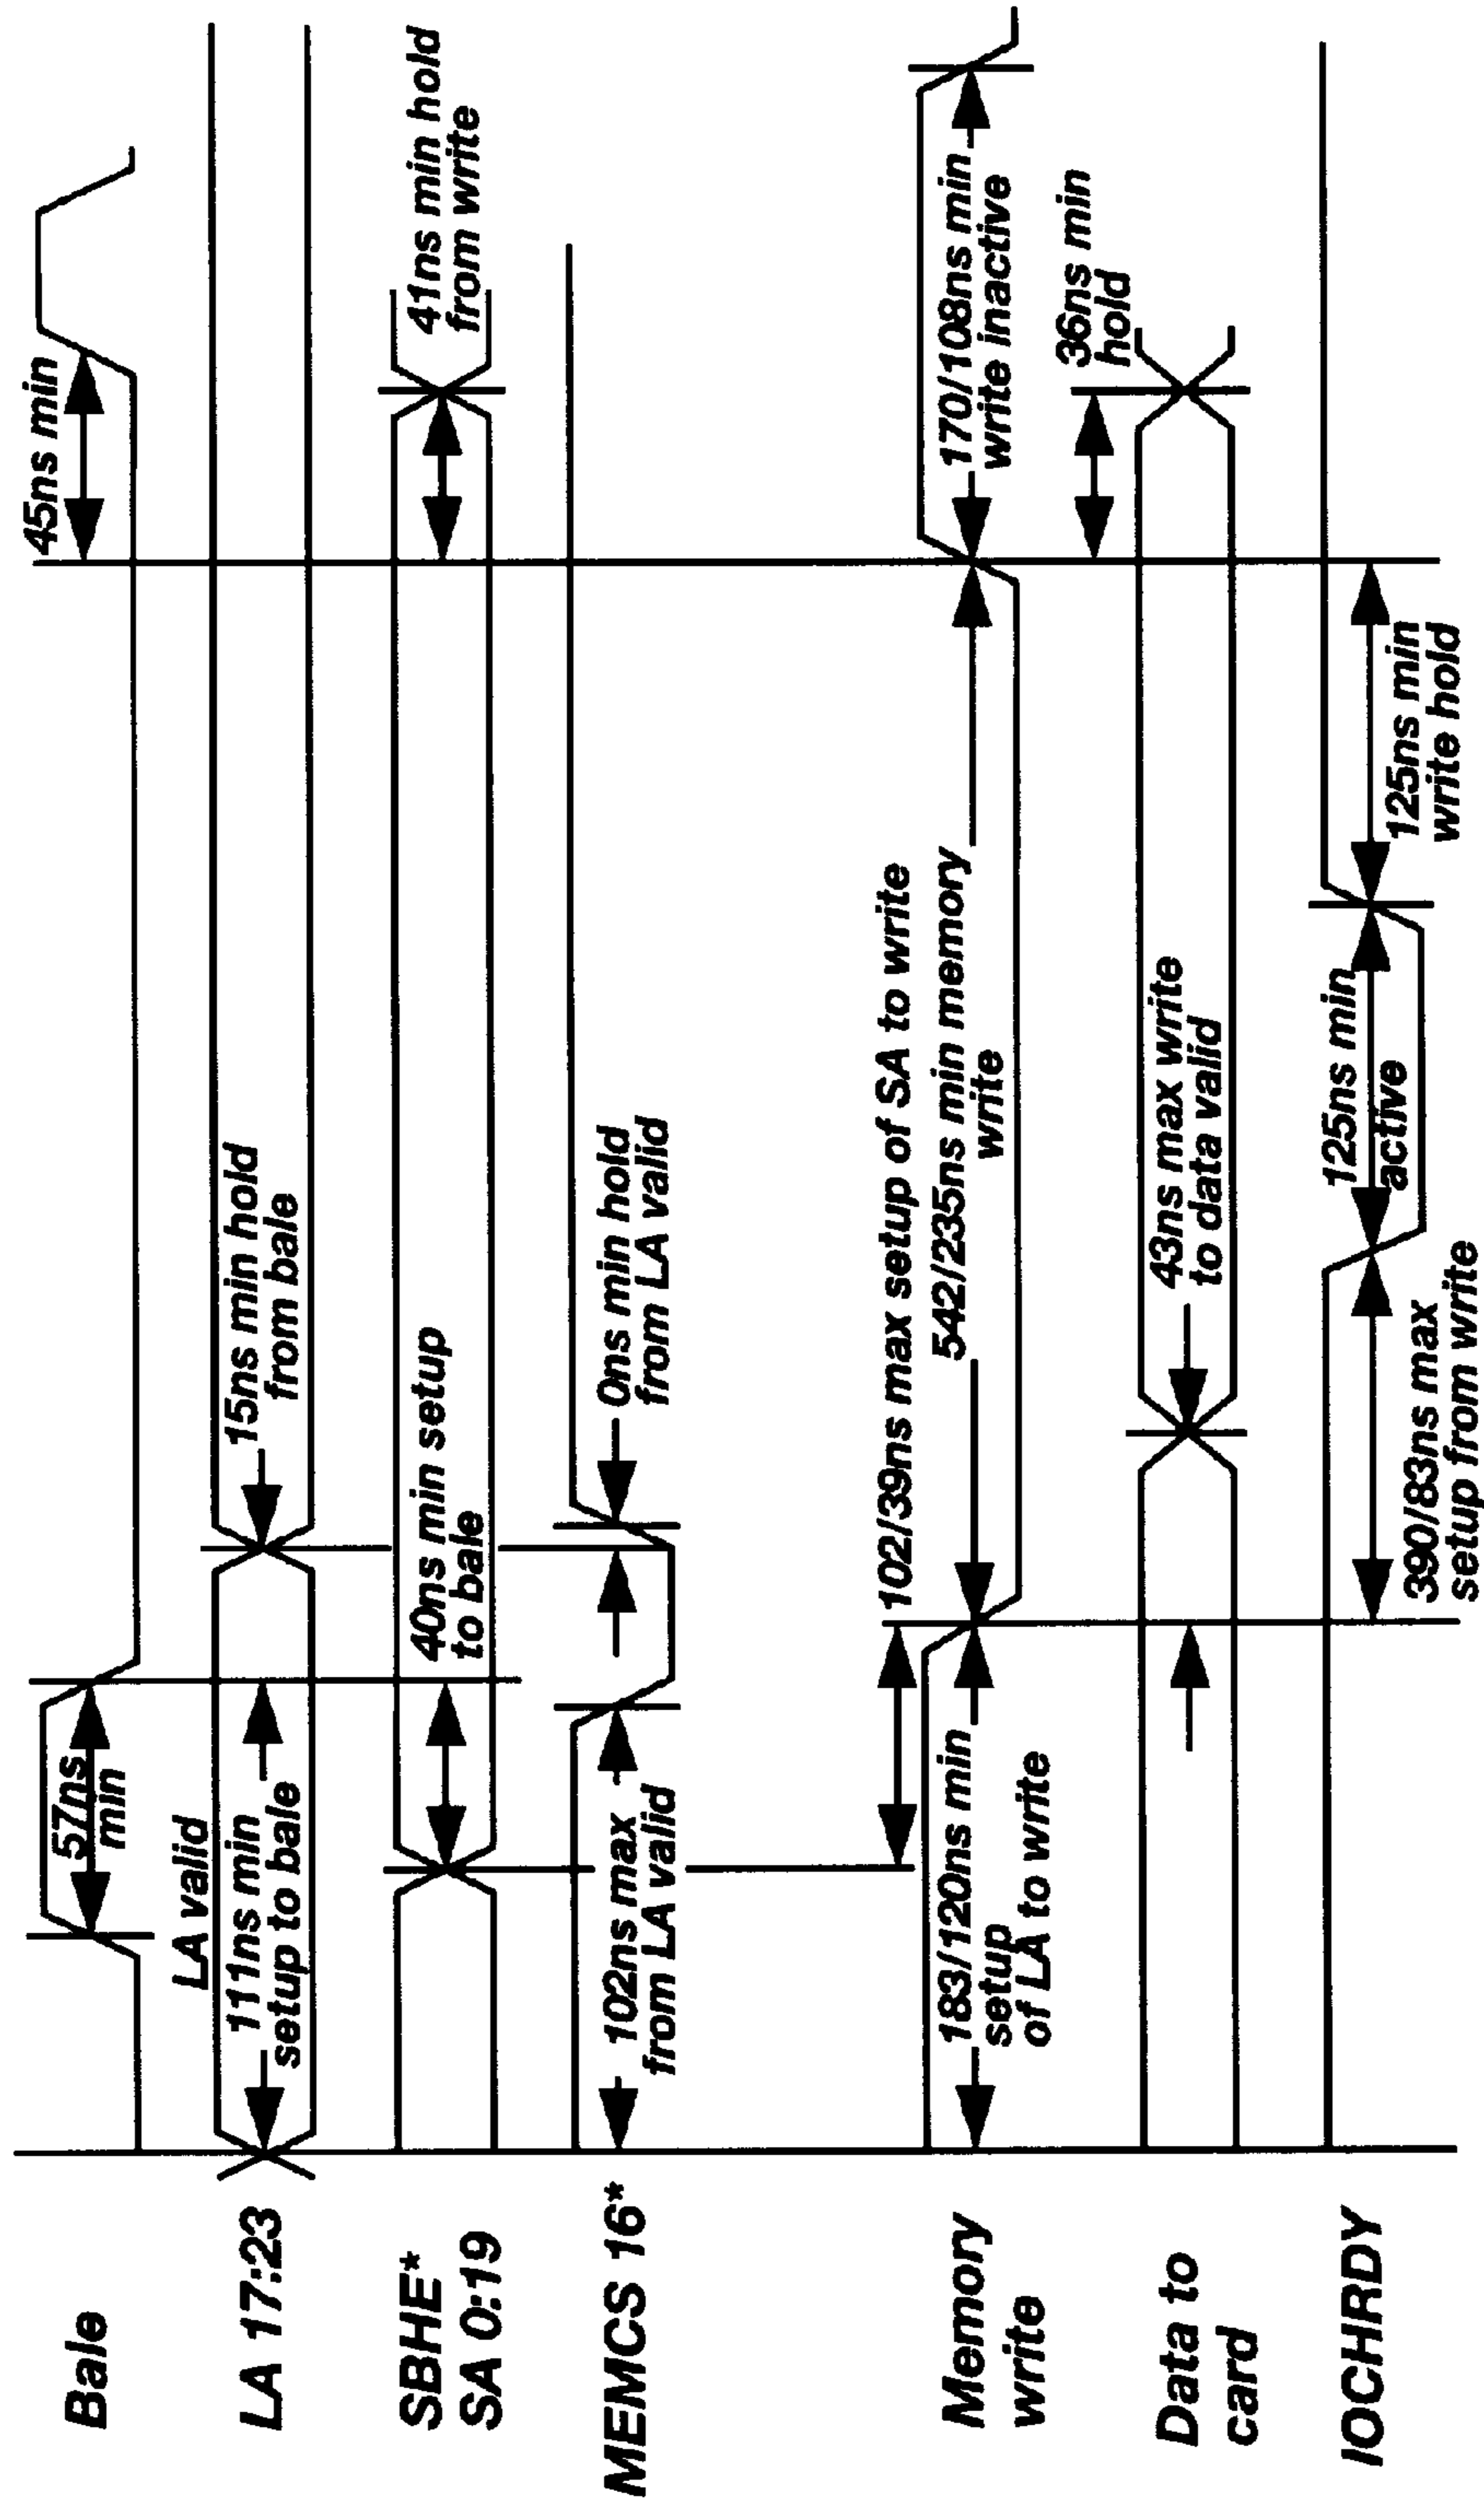 Bale
57ns
min
45ns min
LA 17:23
LA valid
111ns min
setup to bale
15ns min hold
from bale
SBHE*
SA 0:19
40ns min setup
to bale
41ns min hold
from write
MEMCS 16*
102ns max
from LA valid
0ns min hold
from LA valid
102/39ns max setup of SA to write
Memory
write
183/120ns min
setup
of LA to write
542/235ns min memory
write
170/108ns min
write inactive
Data to
card
43ns max write
to data valid
36ns min
hold
IOCHRDY
390/83ns max
setup from write
125ns min
active
125ns min
write hold